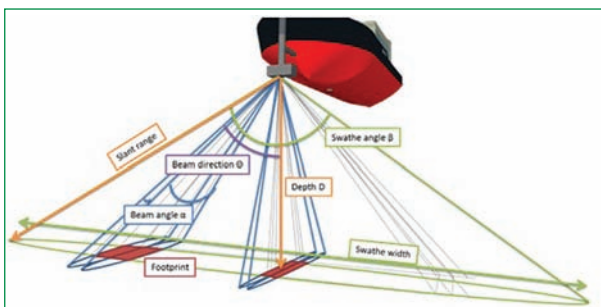 Slant range
Swathe angle β
Beam direction Θ
Depth D
Beam angle α
Swathe width
Footprint